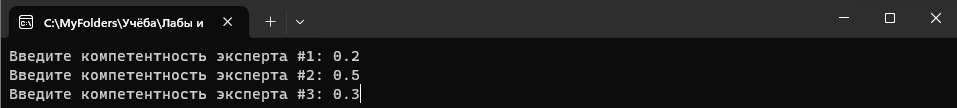 C:\MyFolders\Учёба\Лабы и
Введите компетентность эксперта #1: 0.2
Введите компетентность эксперта #2: 0.5
Введите компетентность эксперта #3: 0.3